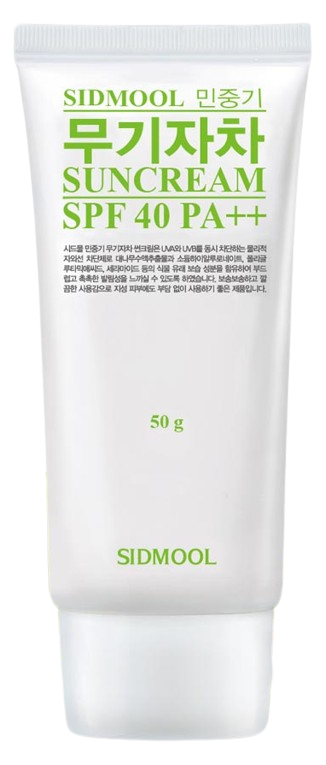 SIDMOOL 민중기
무기자차
SUNCREAM
SPF 40 PA++
시드물 민중기 무기자차 썬크림은 UVA와 UVB를 동시 차단하는 물리적
자외선 차단제로 대나무수액추출물과 소듐하이알루로네이트, 폴리글
루타믹애씨드, 세라마이드 등의 식물 유래 보습 성분을 함유하여 부드
럽고 촉촉한 발림성을 느끼실 수 있도록 하였습니다. 보송보송하고 깔
끔한 사용감으로 지성 피부에도 부담 없이 사용하기 좋은 제품입니다.
50 g
SIDMOOL